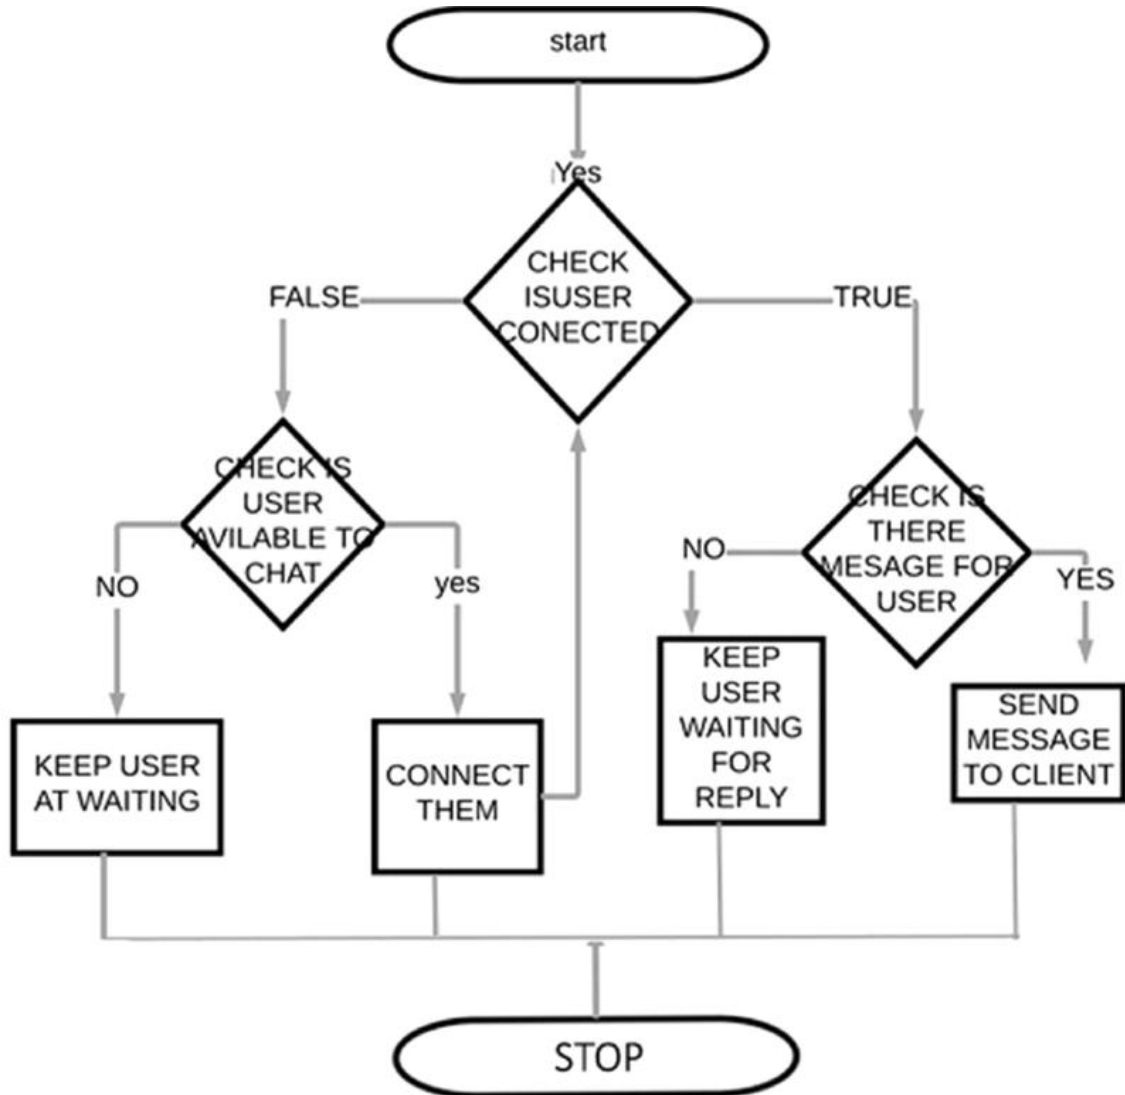 start
Yes
CHECK
ISUSER
CONECTED
FALSE
TRUE
CHECK IS
USER
AVILABLE TO
CHAT
CHECK IS
THERE
MESAGE FOR
USER
NO
yes
NO
YES
KEEP USER
AT WAITING
CONNECT
THEM
KEEP
USER
WAITING
FOR
REPLY
SEND
MESSAGE
TO CLIENT
STOP